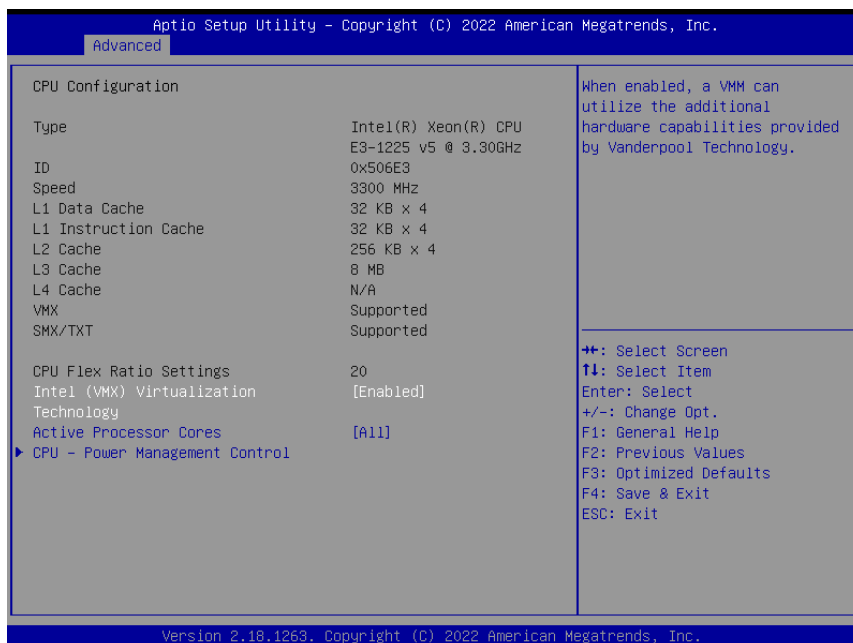 Aptio Setup Utility – Copyright (C) 2022 American Megatrends, Inc.
Advanced
CPU Configuration
Type Intel(R) Xeon(R) CPU
E3-1225 v5 @ 3.30GHz
ID 0x506E3
Speed 3300 MHz
L1 Data Cache 32 KB x 4
L1 Instruction Cache 32 KB x 4
L2 Cache 256 KB x 4
L3 Cache 8 MB
L4 Cache N/A
VMX Supported
SMX/TXT Supported
CPU Flex Ratio Settings 20
Intel (VMX) Virtualization [Enabled]
Technology
Active Processor Cores [All]
CPU – Power Management Control
When enabled, a VMM can
utilize the additional
hardware capabilities provided
by Vanderpool Technology.
→←: Select Screen
↑↓: Select Item
Enter: Select
+/-: Change Opt.
F1: General Help
F2: Previous Values
F3: Optimized Defaults
F4: Save & Exit
ESC: Exit
Version 2.18.1263. Copyright (C) 2022 American Megatrends, Inc.